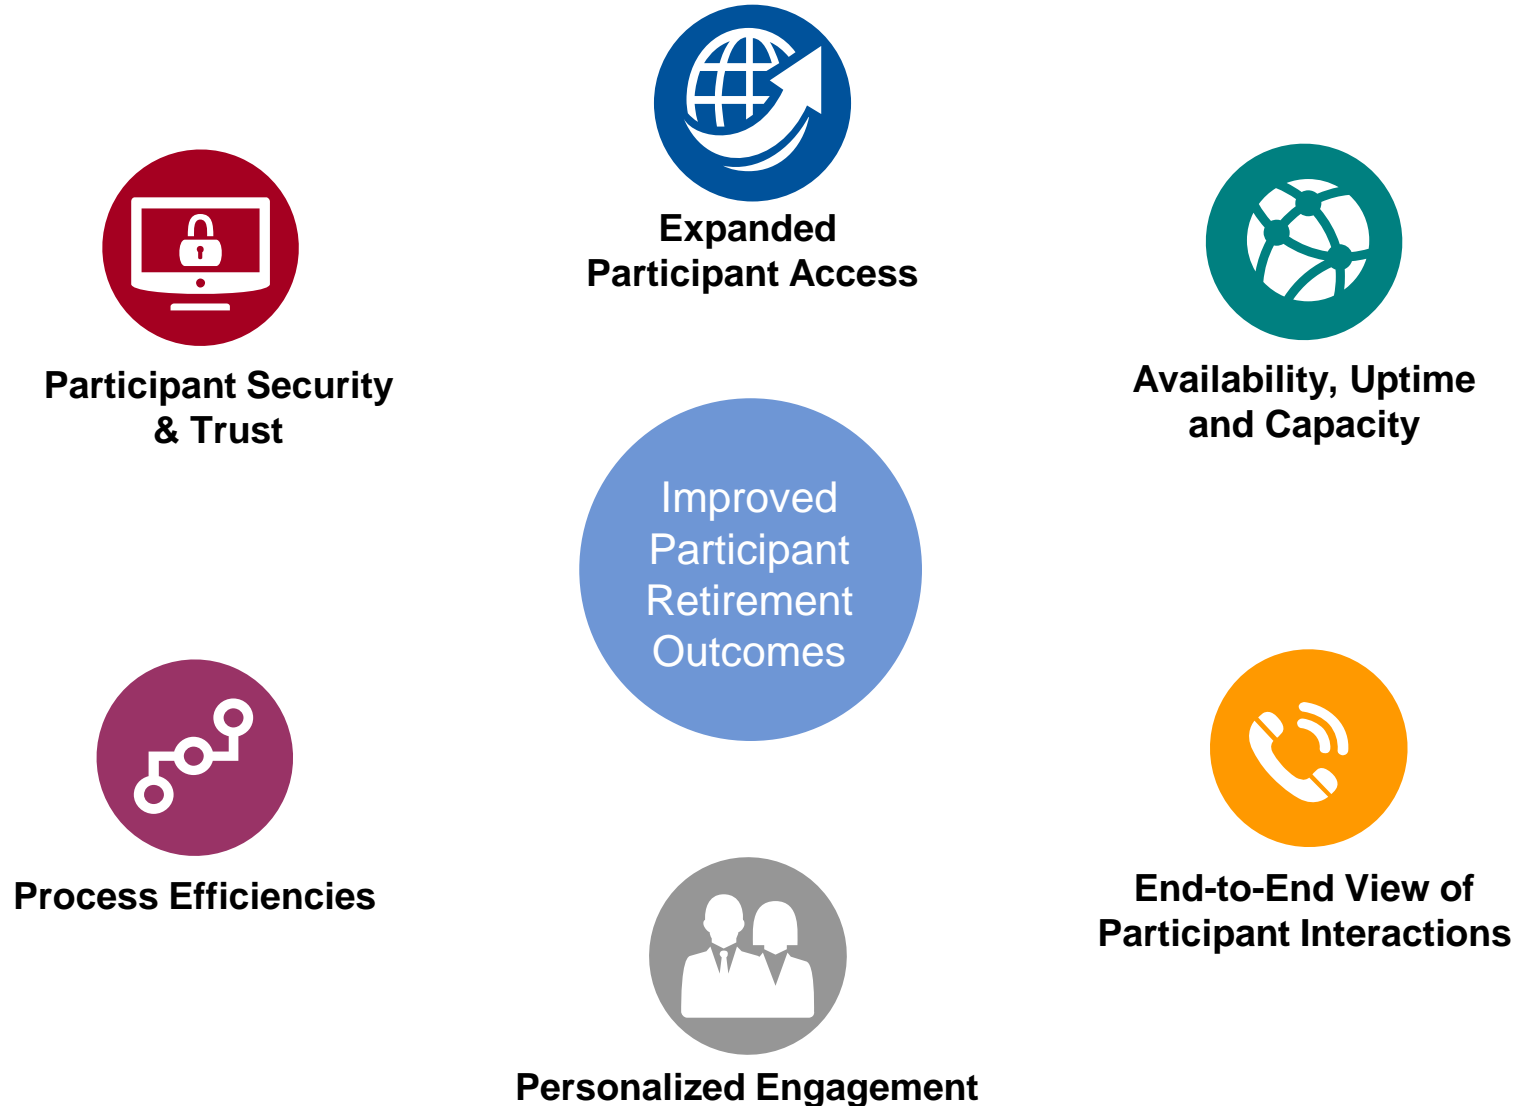 Expanded
Participant Access
Participant Security
& Trust
Availability, Uptime
and Capacity
Improved
Participant
Retirement
Outcomes
Process Efficiencies
End-to-End View of
Participant Interactions
Personalized Engagement